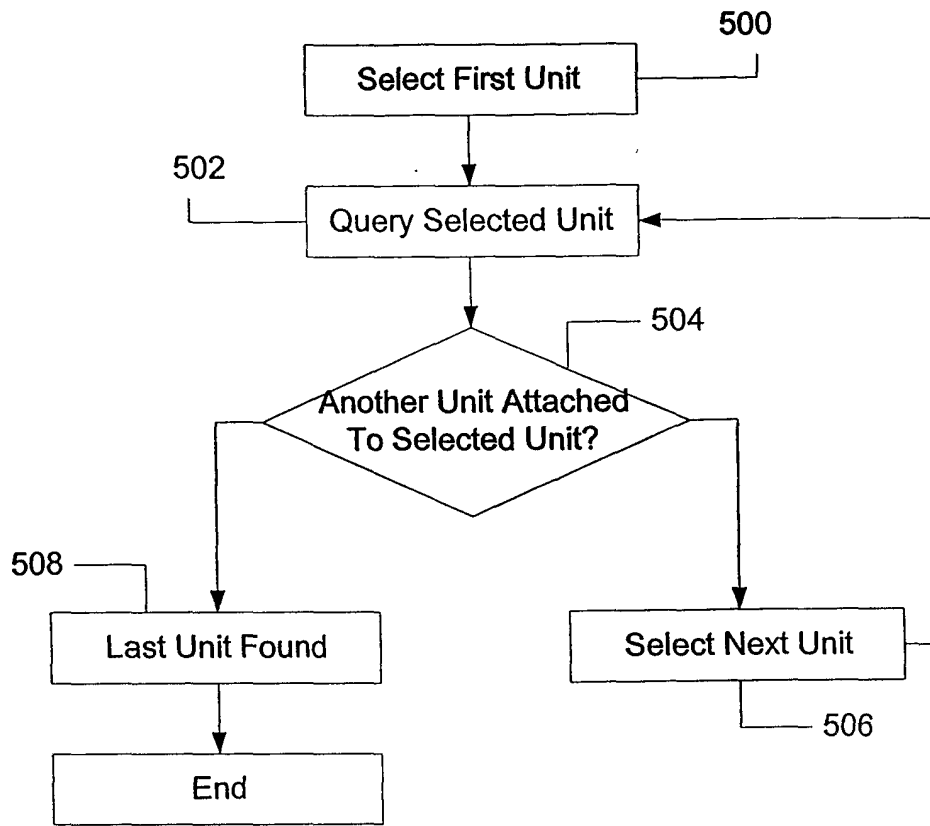 500
Select First Unit
502
Query Selected Unit
504
Another Unit Attached
To Selected Unit?
508
Last Unit Found
Select Next Unit
506
End